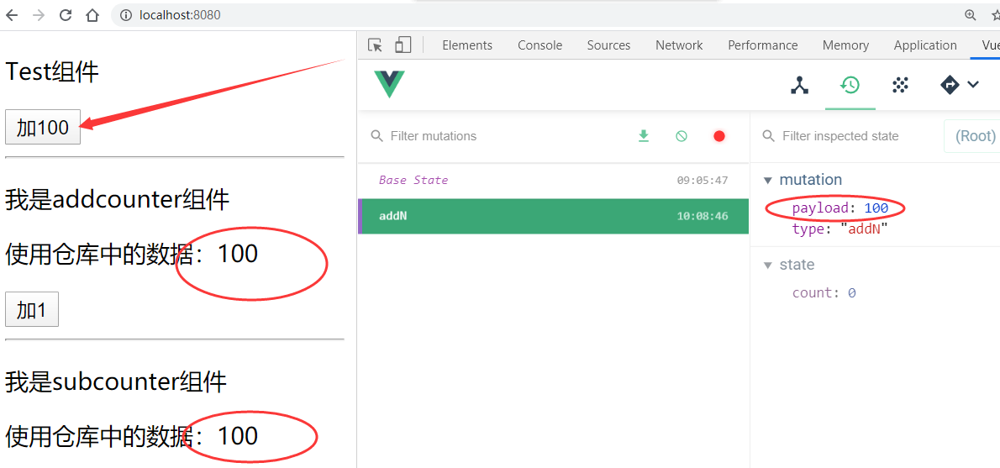 localhost:8080
Elements Console Sources Network Performance Memory Application Vue
Test组件
加100
我是addcounter组件
使用仓库中的数据：100
加1
我是subcounter组件
使用仓库中的数据：100
Filter mutations
Base State 09:05:47
addN 10:08:46
Filter inspected state (Root)
mutation
payload: 100
type: "addN"
state
count: 0